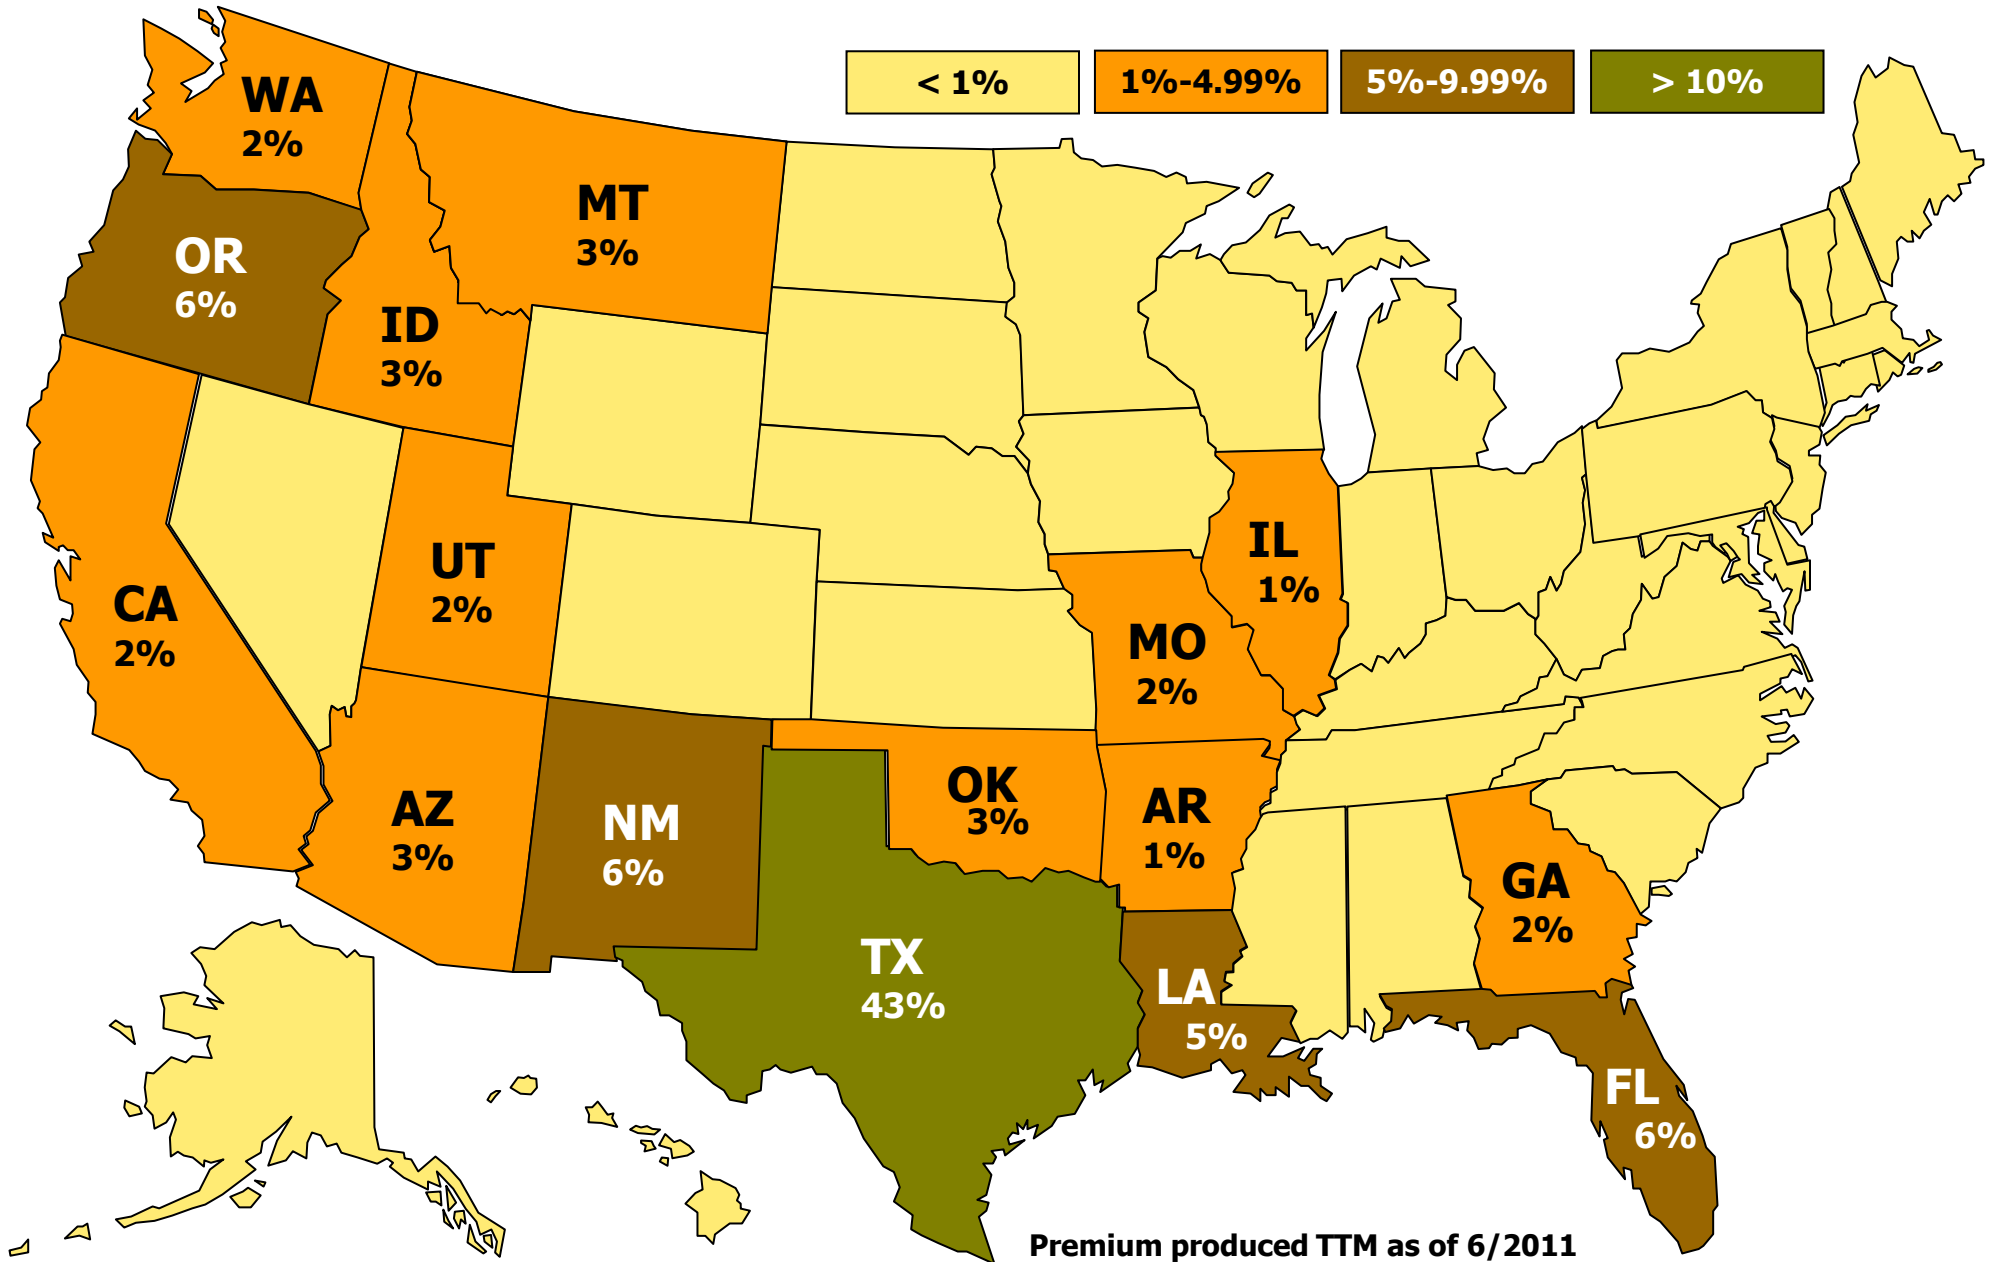 < 1%
1%-4.99%
5%-9.99%
> 10%
WA
2%
MT
3%
OR
6%
ID
3%
UT
2%
IL
1%
CA
2%
MO
2%
AZ
3%
NM
6%
OK
3%
AR
1%
GA
2%
TX
43%
LA
5%
FL
6%
Premium produced TTM as of 6/2011